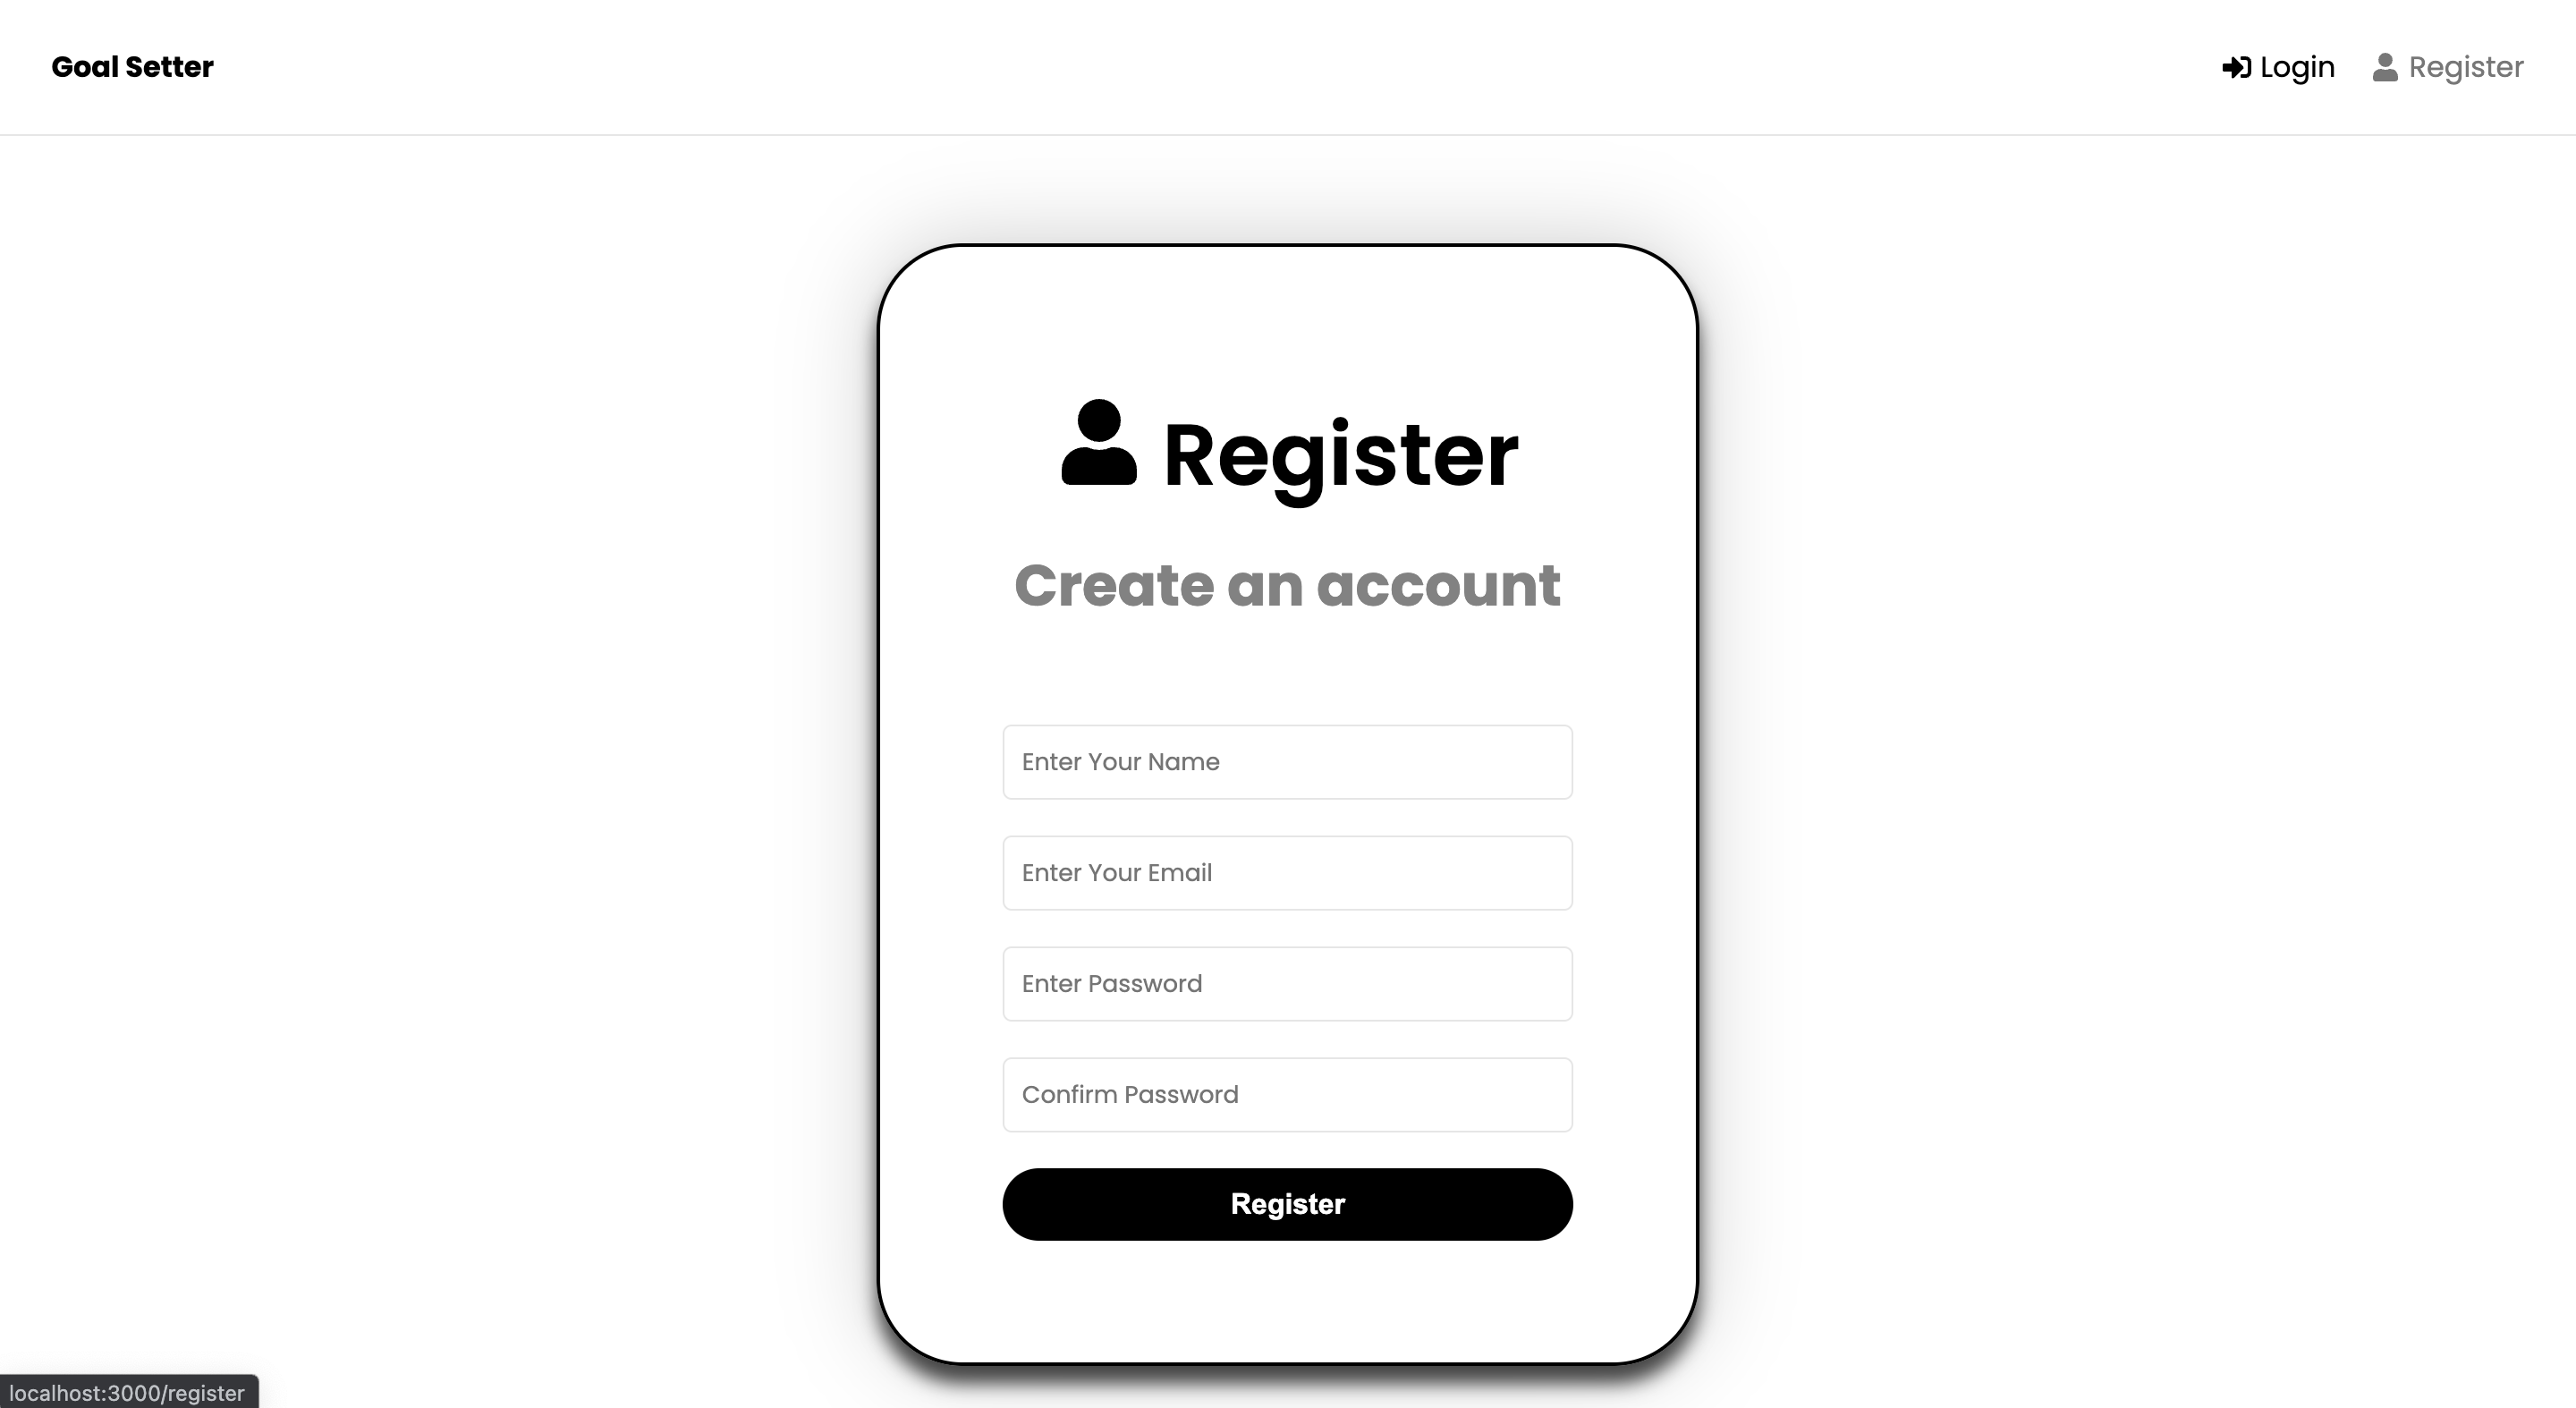 Goal Setter
Login
Register
Register
Create an account
Enter Your Name
Enter Your Email
Enter Password
Confirm Password
Register
localhost:3000/register